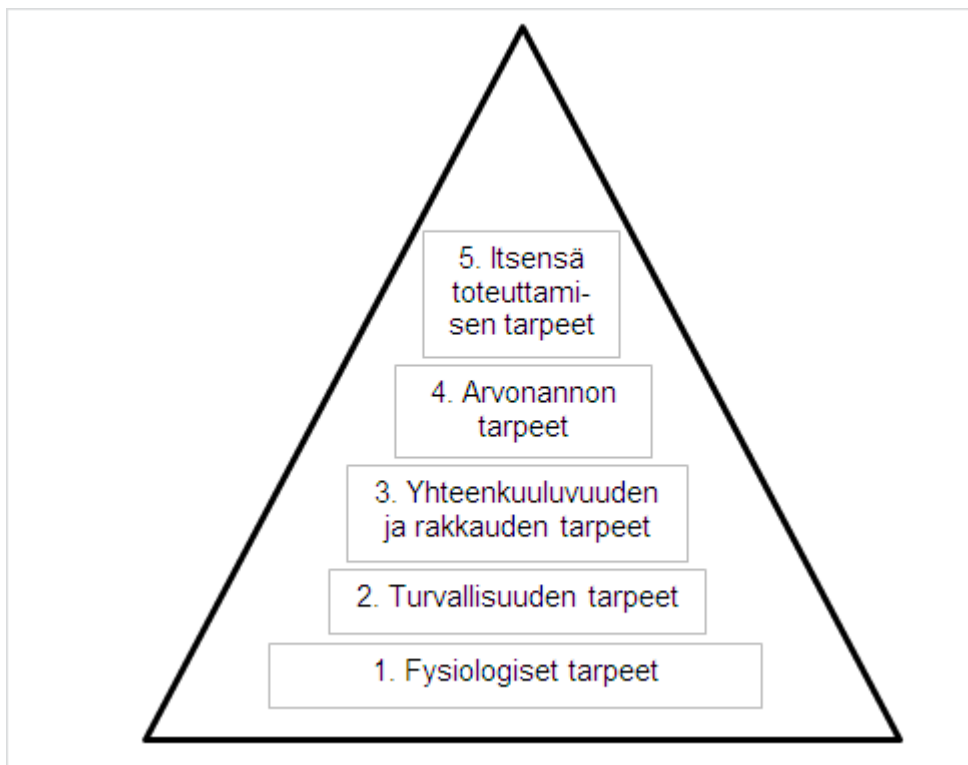 5. Itsensä
toteuttami-
sen tarpeet
4. Arvonannon
tarpeet
3. Yhteenkuuluvuuden
ja rakkauden tarpeet
2. Turvallisuuden tarpeet
1. Fysiologiset tarpeet